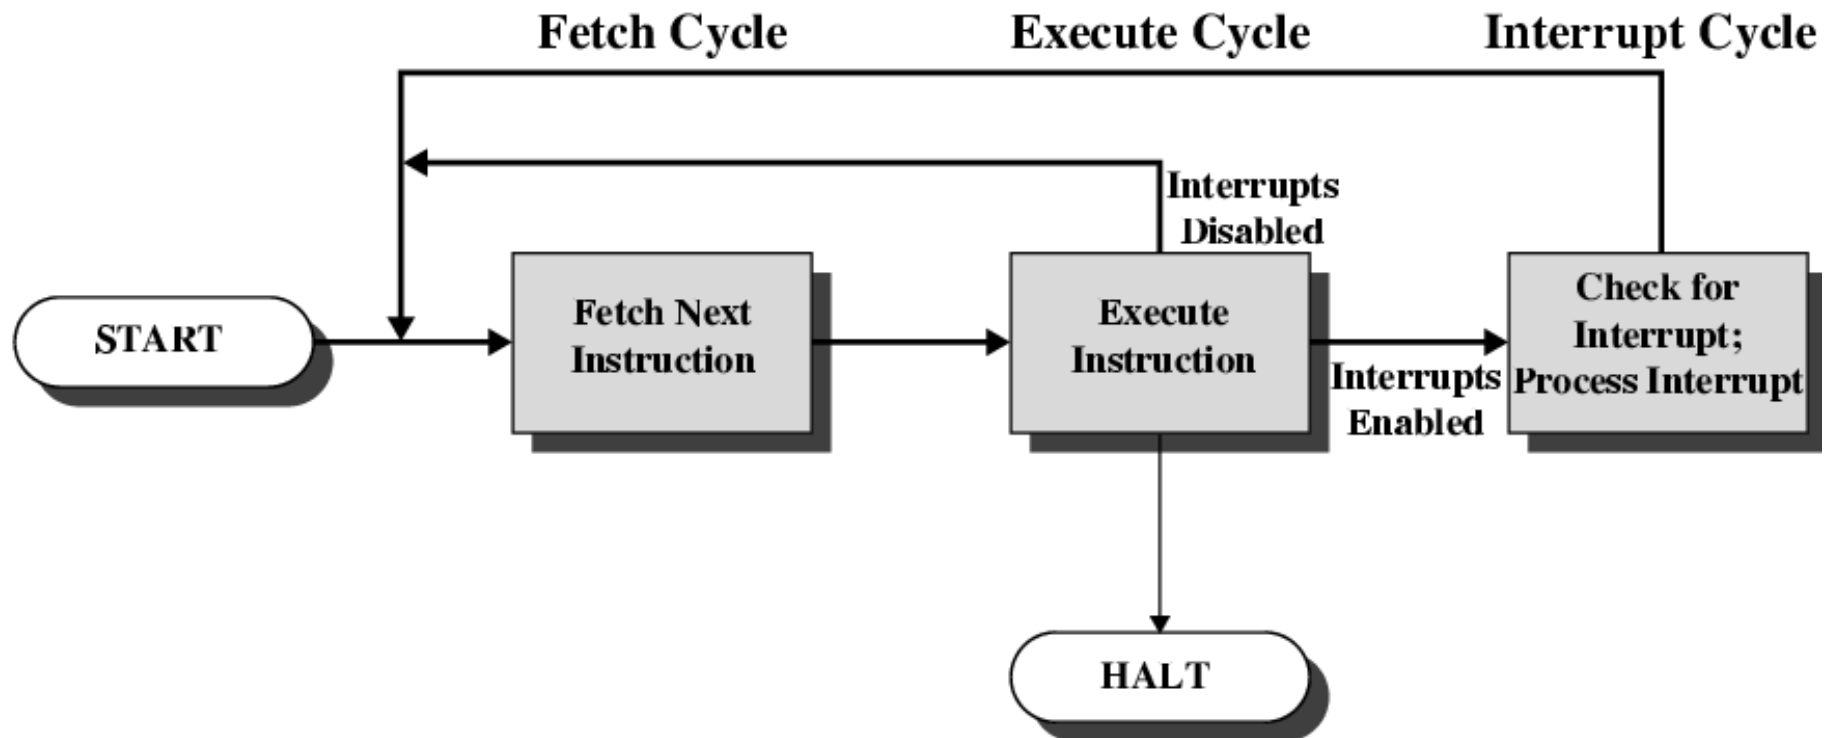 Fetch Cycle
Execute Cycle
Interrupt Cycle
Interrupts
Disabled
START
Fetch Next
Instruction
Execute
Instruction
Interrupts
Enabled
Check for
Interrupt;
Process Interrupt
HALT